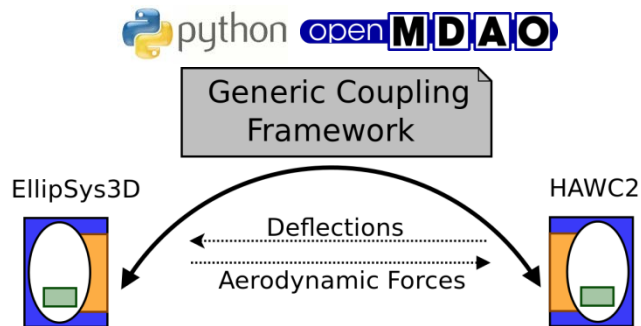 python openMDAO
Generic Coupling
Framework
EllipSys3D
HAWC2
Deflections
Aerodynamic Forces